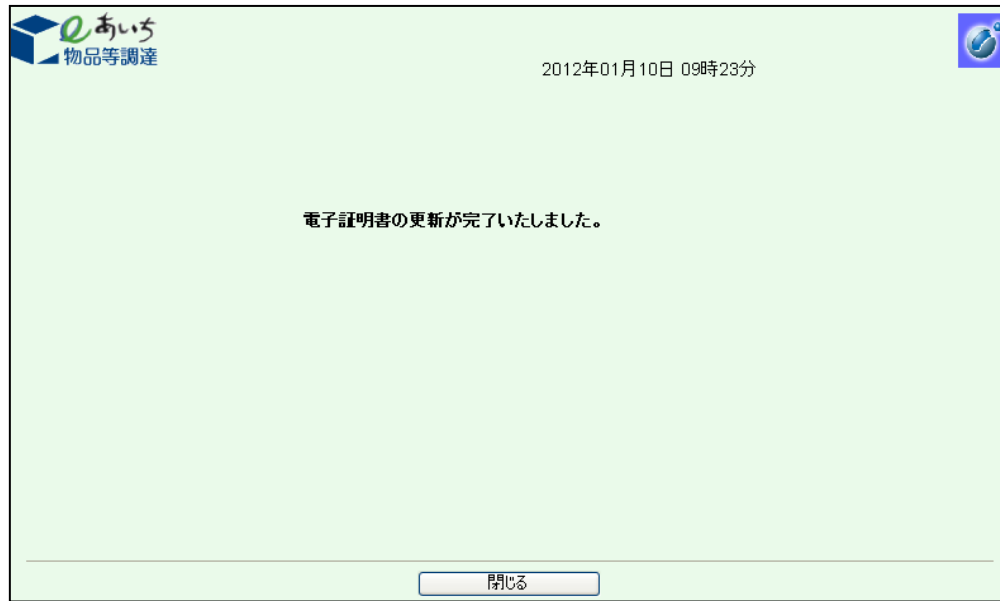 eあいち
物品等調達
2012年01月10日 09時23分
電子証明書の更新が完了いたしました。
閉じる